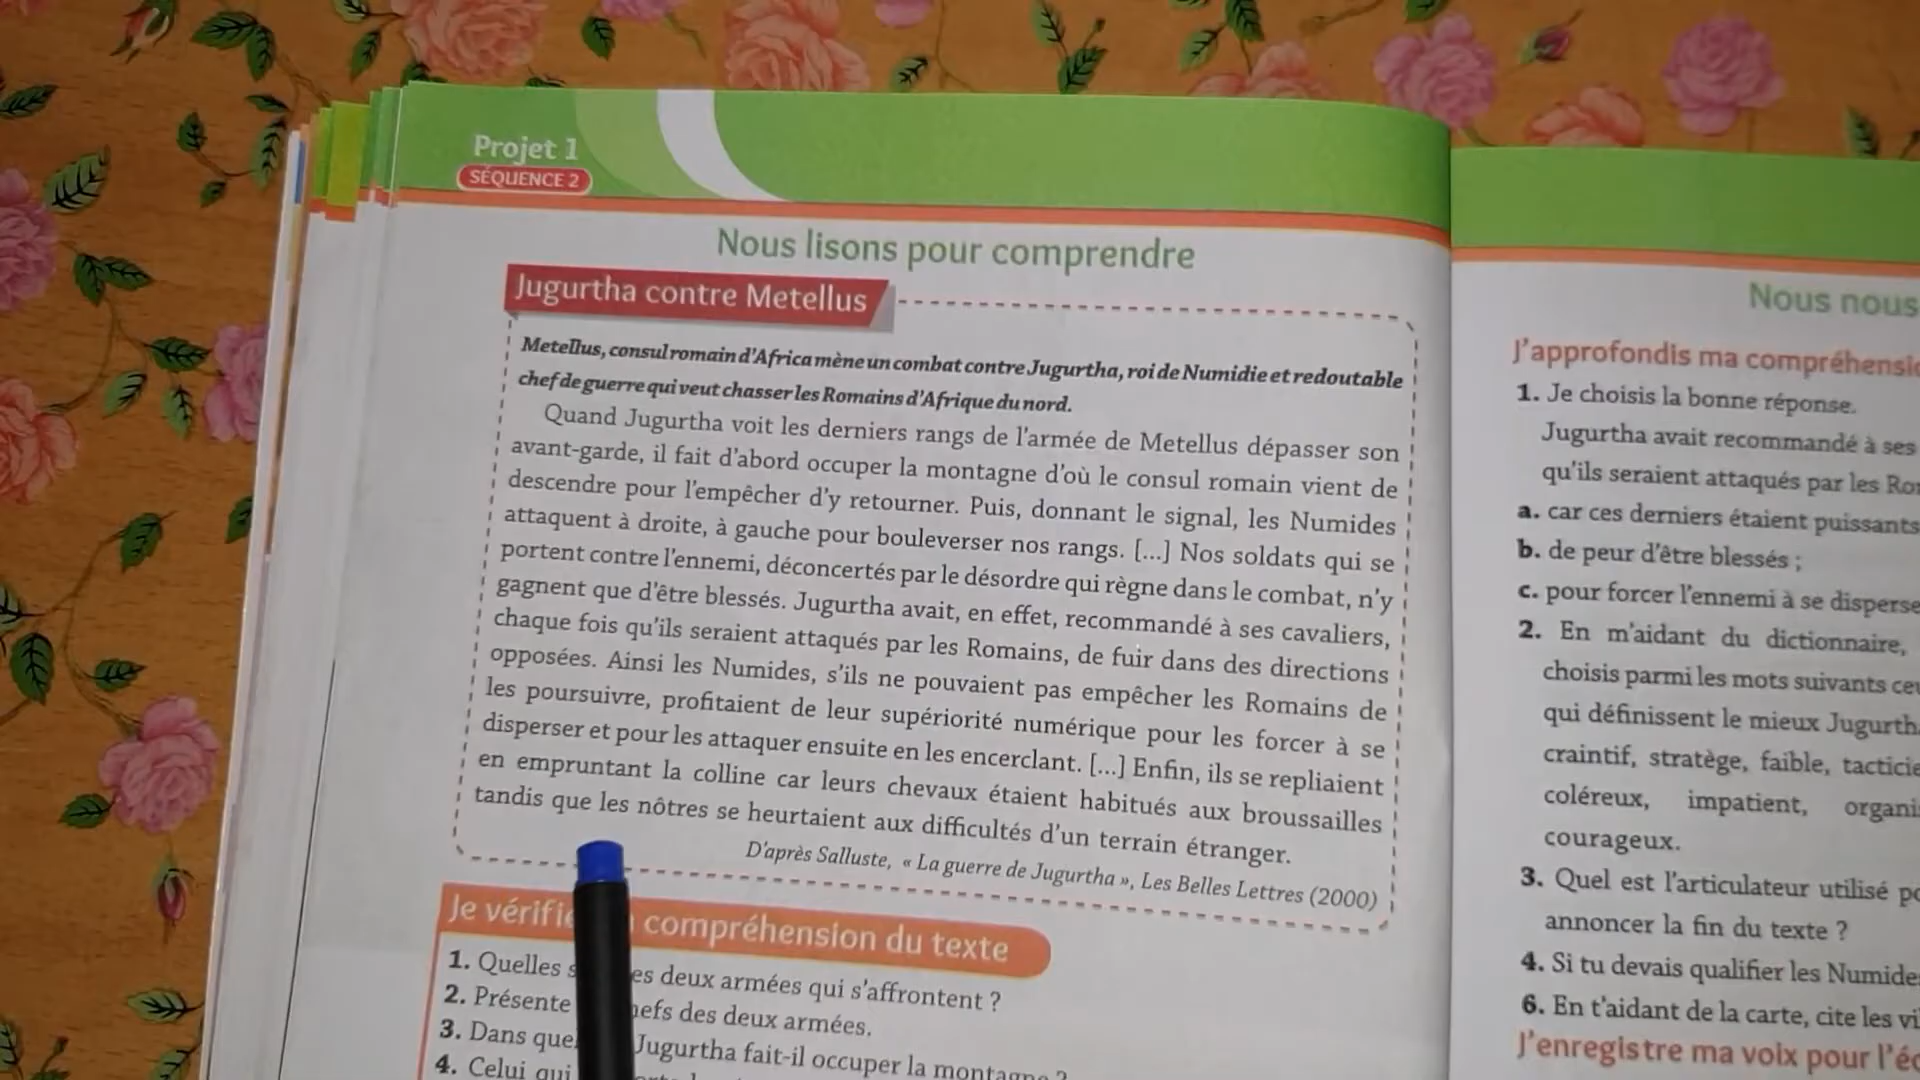 Projet 1
SÉQUENCE 2
Nous lisons pour comprendre
Jugurtha contre Metellus
Metellus, consul romain d'Africa mène un combat contre Jugurtha, roi de Numidie et redoutable
chef de guerre qui veut chasser les Romains d'Afrique du nord.
Quand Jugurtha voit les derniers rangs de l'armée de Metellus dépasser son
avant-garde, il fait d'abord occuper la montagne d'où le consul romain vient de
descendre pour l'empêcher d'y retourner. Puis, donnant le signal, les Numides
attaquent à droite, à gauche pour bouleverser nos rangs. [...] Nos soldats qui se
portent contre l'ennemi, déconcertés par le désordre qui règne dans le combat, n'y
gagnent que d'être blessés. Jugurtha avait, en effet, recommandé à ses cavaliers,
chaque fois qu'ils seraient attaqués par les Romains, de fuir dans des directions
opposées. Ainsi les Numides, s'ils ne pouvaient pas empêcher les Romains de
les poursuivre, profitaient de leur supériorité numérique pour les forcer à se
disperser et pour les attaquer ensuite en les encerclant. [...] Enfin, ils se repliaient
en empruntant la colline car leurs chevaux étaient habitués aux broussailles
tandis que les nôtres se heurtaient aux difficultés d'un terrain étranger.
D'après Salluste, « La guerre de Jugurtha », Les Belles Lettres (2000)
Je vérifie compréhension du texte
1. Quelles deux armées qui s'affrontent ?
2. Présente des deux armées.
3. Dans Jugurtha fait-il occuper la montagne ?
4. Celui qui
Nous nous
J'approfondis ma
1. Je choisis la bonne réponse.
Jugurtha avait recommandé à ses
qu'ils seraient attaqués par les
a. car ces derniers étaient puissants
b. de peur d'être blessés ;
c. pour forcer l'ennemi à se
2. En m'aidant du dictionnaire,
choisis parmi les mots suivants
qui définissent le mieux
craintif, stratège, faible,
coléreux, impatient,
courageux.
3. Quel est l'articulateur utilisé
annoncer la fin du texte ?
4. Si tu devais qualifier les
6. En t'aidant de la carte, cite les
J'enregistre ma voix pour